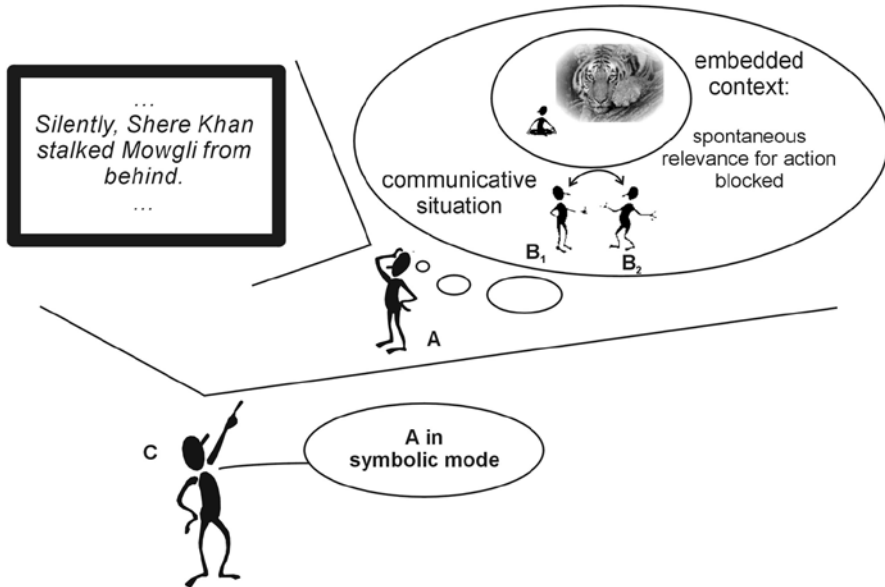 ...
Silently, Shere Khan
stalked Mowgli from
behind.
...
embedded
context:
spontaneous
relevance for action
blocked
communicative
situation
B₁
B₂
A
C
A in
symbolic mode